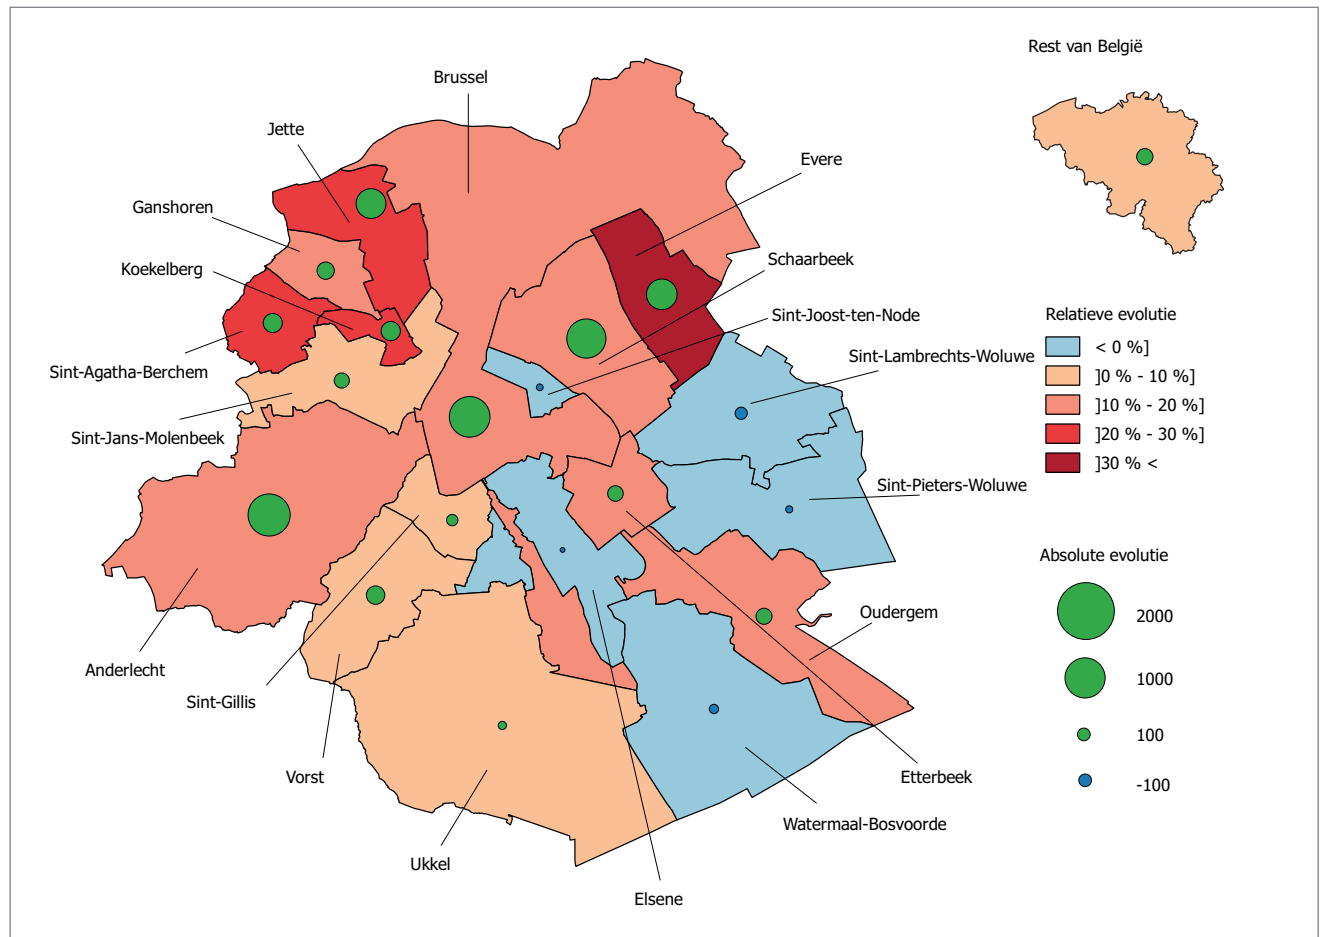 Rest van België
Brussel
Jette
Evere
Ganshoren
Schaarbeek
Koekelberg
Sint-Joost-ten-Node
Relatieve evolutie
Sint-Lambrechts-Woluwe
< 0 %]
Sint-Agatha-Berchem
]0 % - 10 %]
]10 % - 20 %]
Sint-Jans-Molenbeek
]20 % - 30 %]
]30 % <
Sint-Pieters-Woluwe
Absolute evolutie
Oudergem
2000
Anderlecht
1000
Sint-Gillis
100
Vorst
Etterbeek
-100
Watermaal-Bosvoorde
Ukkel
Elsene